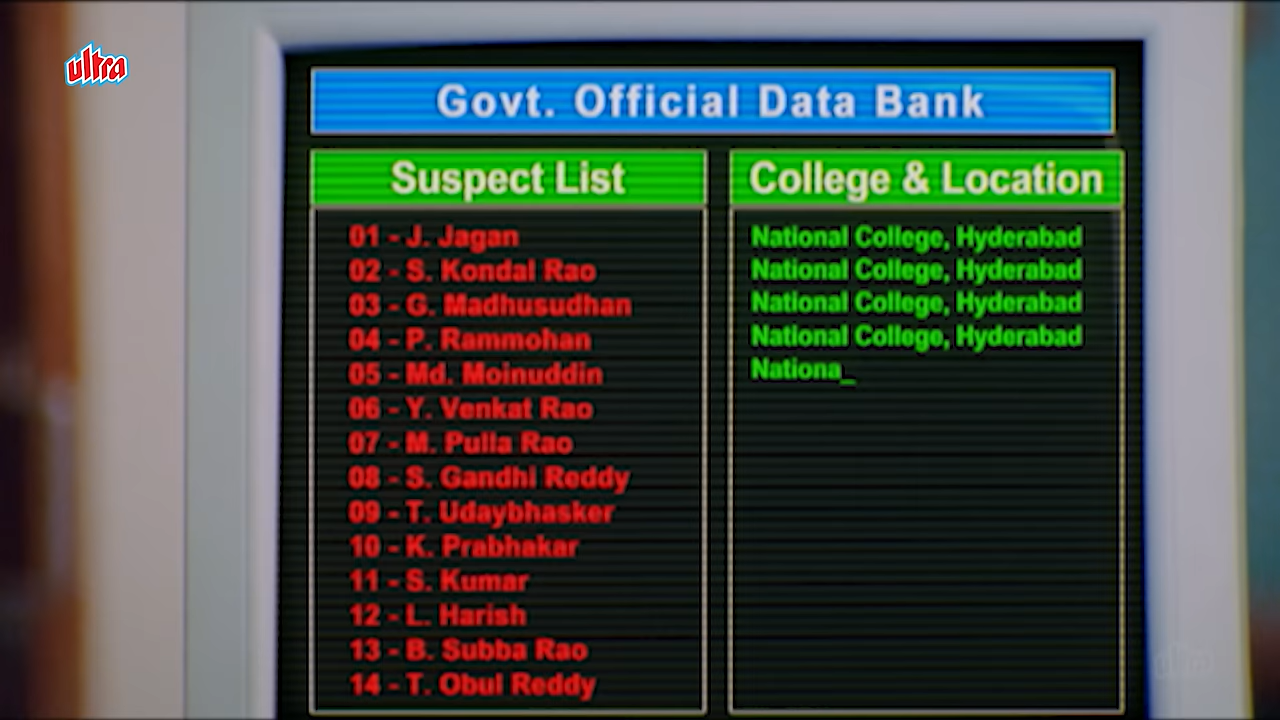 ultra
Govt. Official Data Bank
Suspect List
College & Location
01 - J. Jagan
National College, Hyderabad
02 - S. Kondal Rao
National College, Hyderabad
03 - G. Madhusudhan
National College, Hyderabad
04 - P. Rammohan
National College, Hyderabad
05 - Md. Moinuddin
Nationa_
06 - Y. Venkat Rao
07 - M. Pulla Rao
08 - S. Gandhi Reddy
09 - T. Udaybhasker
10 - K. Prabhakar
11 - S. Kumar
12 - L. Harish
13 - B. Subba Rao
14 - T. Obul Reddy
ultra